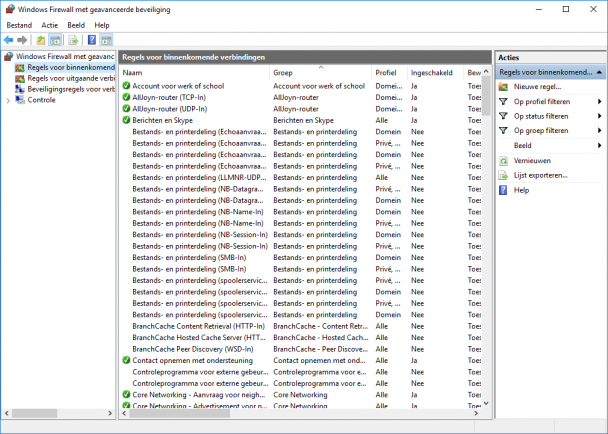 Windows Firewall met geavanceerde beveiliging
Bestand Actie Beeld Help
Windows Firewall met geavanc
Regels voor binnenkomend
Regels voor uitgaande verbi
Beveiligingsregels voor verb
Controle
Regels voor binnenkomende verbindingen
Naam Groep Profiel Ingeschakeld Bew
Account voor werk of school Account voor werk of school Domei... Ja Toes
AllJoyn-router (TCP-In) AllJoyn-router Domei... Ja Toes
AllJoyn-router (UDP-In) AllJoyn-router Domei... Ja Toes
Berichten en Skype Berichten en Skype Alle Ja Toes
Bestands- en printerdeling (Echoaanvraa... Bestands- en printerdeling Domein Nee Toes
Bestands- en printerdeling (Echoaanvraa... Bestands- en printerdeling Privé, ... Nee Toes
Bestands- en printerdeling (Echoaanvraa... Bestands- en printerdeling Domein Nee Toes
Bestands- en printerdeling (Echoaanvraa... Bestands- en printerdeling Privé, ... Nee Toes
Bestands- en printerdeling (LLMNR-UDP... Bestands- en printerdeling Alle Nee Toes
Bestands- en printerdeling (NB-Datagra... Bestands- en printerdeling Privé, ... Nee Toes
Bestands- en printerdeling (NB-Datagra... Bestands- en printerdeling Domein Nee Toes
Bestands- en printerdeling (NB-Name-In) Bestands- en printerdeling Domein Nee Toes
Bestands- en printerdeling (NB-Name-In) Bestands- en printerdeling Privé, ... Nee Toes
Bestands- en printerdeling (NB-Session-In) Bestands- en printerdeling Domein Nee Toes
Bestands- en printerdeling (NB-Session-In) Bestands- en printerdeling Privé, ... Nee Toes
Bestands- en printerdeling (SMB-In) Bestands- en printerdeling Domein Nee Toes
Bestands- en printerdeling (SMB-In) Bestands- en printerdeling Privé, ... Nee Toes
Bestands- en printerdeling (spoolerservic... Bestands- en printerdeling Domein Nee Toes
Bestands- en printerdeling (spoolerservic... Bestands- en printerdeling Privé, ... Nee Toes
Bestands- en printerdeling (spoolerservic... Bestands- en printerdeling Privé, ... Nee Toes
Bestands- en printerdeling (spoolerservic... Bestands- en printerdeling Domein Nee Toes
BranchCache Content Retrieval (HTTP-In) BranchCache - Content Retr... Alle Nee Toes
BranchCache Hosted Cache Server (HTT... BranchCache - Hosted Cach... Alle Nee Toes
BranchCache Peer Discovery (WSD-In) BranchCache - Peer Discove... Alle Nee Toes
Contact opnemen met ondersteuning Contact opnemen met ond... Alle Ja Toes
Controleprogramma voor externe gebeur... Controleprogramma voor e... Alle Nee Toes
Controleprogramma voor externe gebeur... Controleprogramma voor e... Alle Nee Toes
Core Networking - Aanvraag voor neigh... Core Networking Alle Ja Toes
Core Networking - Advertisement voor n... Core Networking Alle Ja Toes
Acties
Regels voor binnenkomend...
Nieuwe regel...
Op profiel filteren
Op status filteren
Op groep filteren
Beeld
Vernieuwen
Lijst exporteren...
Help